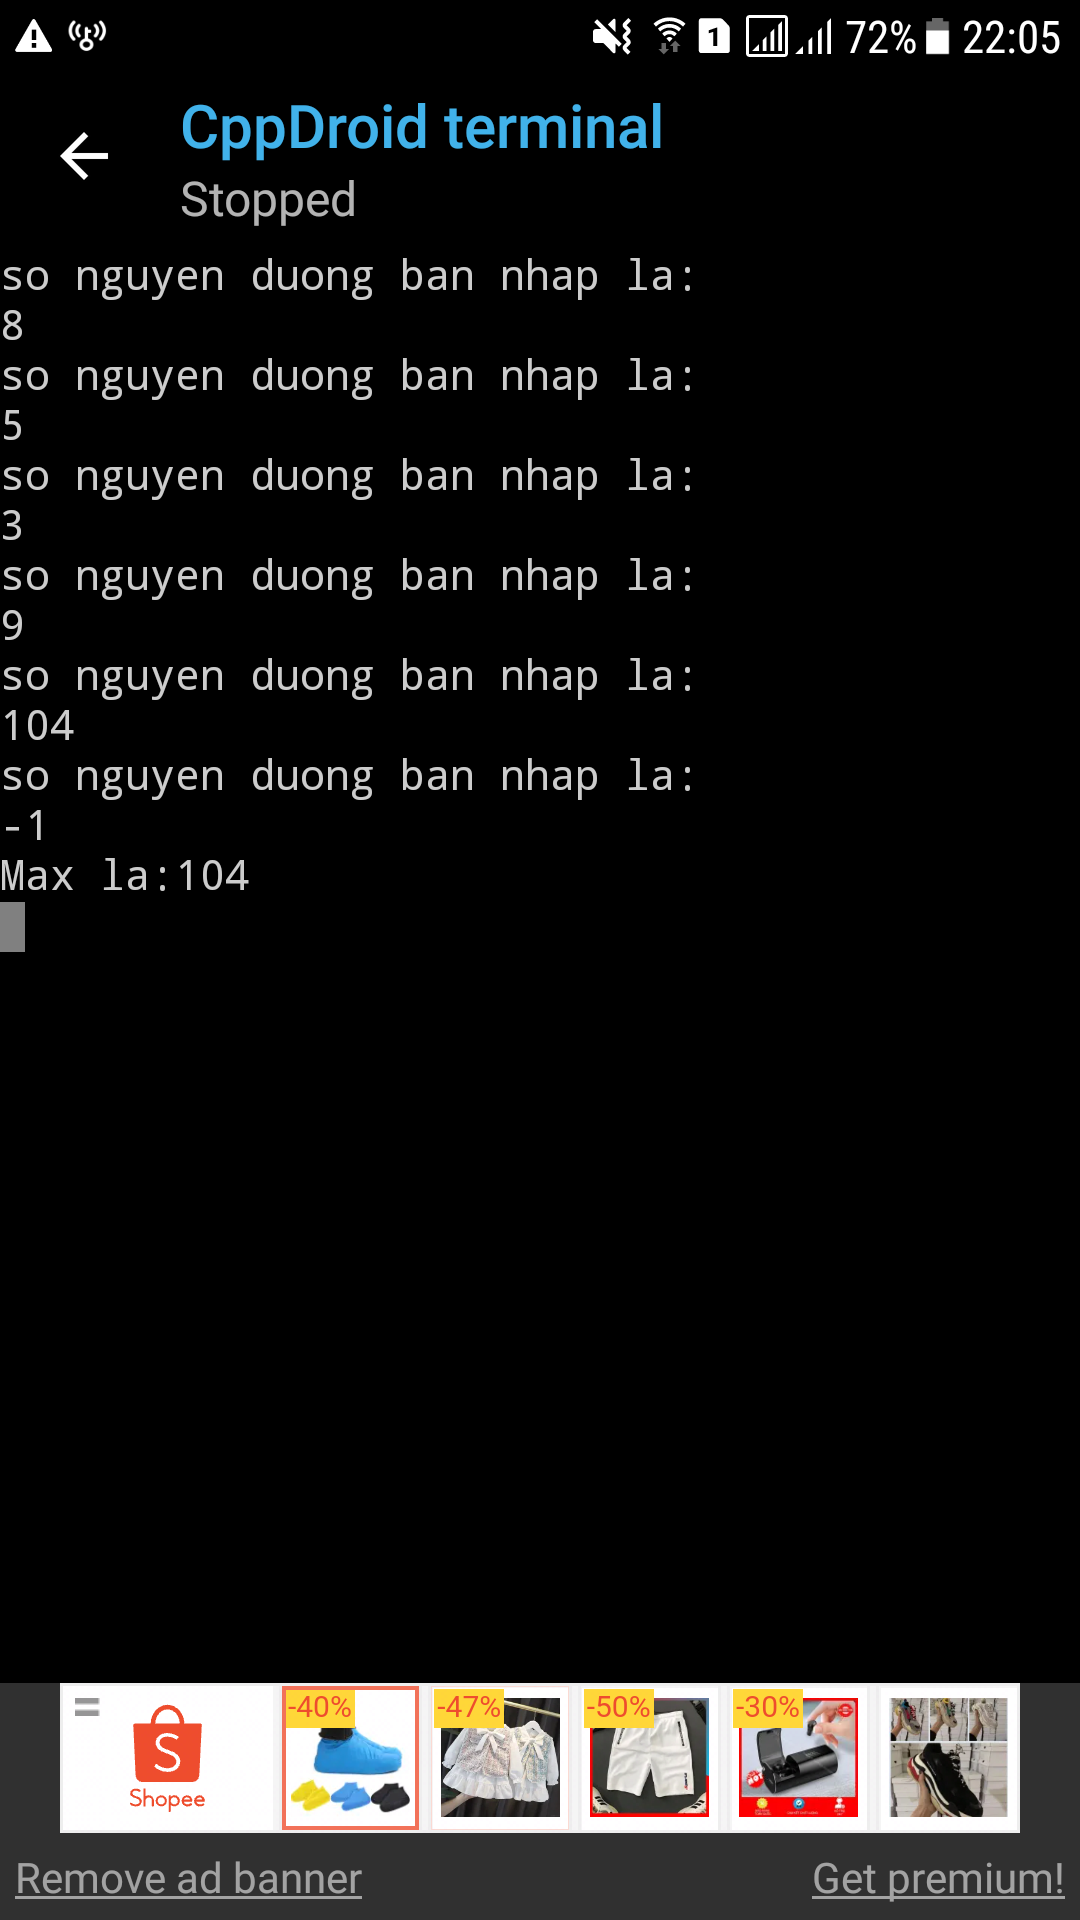 72% 22:05
CppDroid terminal
Stopped
so nguyen duong ban nhap la:
8
so nguyen duong ban nhap la:
5
so nguyen duong ban nhap la:
3
so nguyen duong ban nhap la:
9
so nguyen duong ban nhap la:
104
so nguyen duong ban nhap la:
-1
Max la:104
-40% -47% -50% -30%
Shopee
Remove ad banner Get premium!